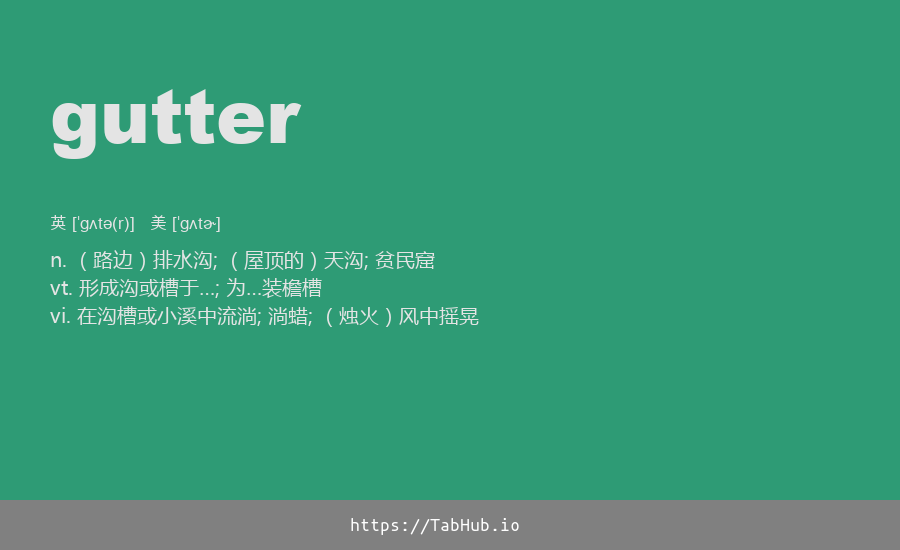 gutter
英 [ˈgʌtə(r)] 美 [ˈgʌtɚ]
n. （路边）排水沟; （屋顶的）天沟; 贫民窟
vt. 形成沟或槽于…; 为…装檐槽
vi. 在沟槽或小溪中流淌; 淌蜡; （烛火）风中摇晃
https://TabHub.io